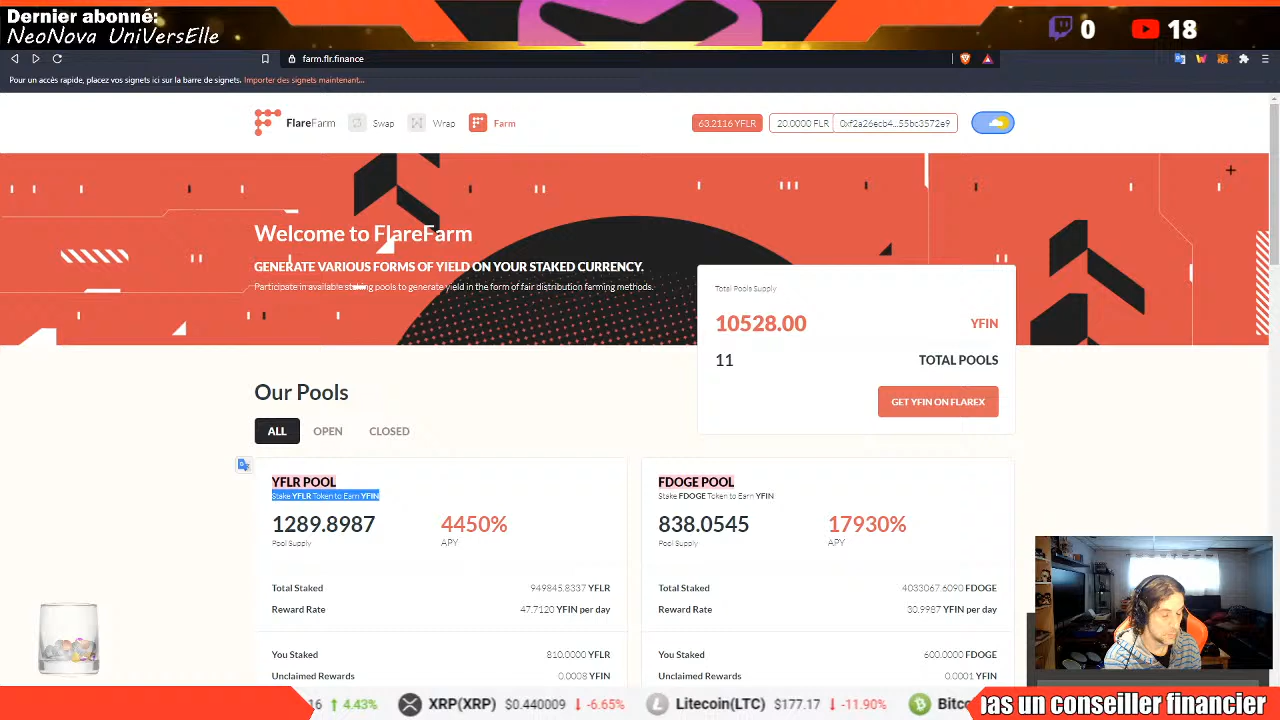 Dernier abonné:
NeoNova UniVersElle
0
18
farm.flr.finance
Pour un accès rapide, placez vos signets ici sur la barre de signets. Importer des signets maintenant...
FlareFarm
Swap
Wrap
Farm
63.2116 YFLR
20.0000 FLR
0xf2a26ecb4...55bc3572e9
Welcome to FlareFarm
GENERATE VARIOUS FORMS OF YIELD ON YOUR STAKED CURRENCY.
Participate in available staking pools to generate yield in the form of fair distribution farming methods.
Total Pools Supply
10528.00 YFIN
11 TOTAL POOLS
GET YFIN ON FLAREX
Our Pools
ALL OPEN CLOSED
YFLR POOL
Stake YFLR Token to Earn YFIN
1289.8987 4450%
Pool Supply APY
Total Staked 949845.8337 YFLR
Reward Rate 47.7120 YFIN per day
You Staked 810.0000 YFLR
Unclaimed Rewards 0.0008 YFIN
FDOGE POOL
Stake FDOGE Token to Earn YFIN
838.0545 17930%
Pool Supply APY
Total Staked 4033067.6090 FDOGE
Reward Rate 30.9987 YFIN per day
You Staked 600.0000 FDOGE
Unclaimed Rewards 0.0001 YFIN
16 4.43% XRP(XRP) $0.440009 -6.65% Litecoin(LTC) $177.17 -11.90% Bitc
pas un conseiller financier